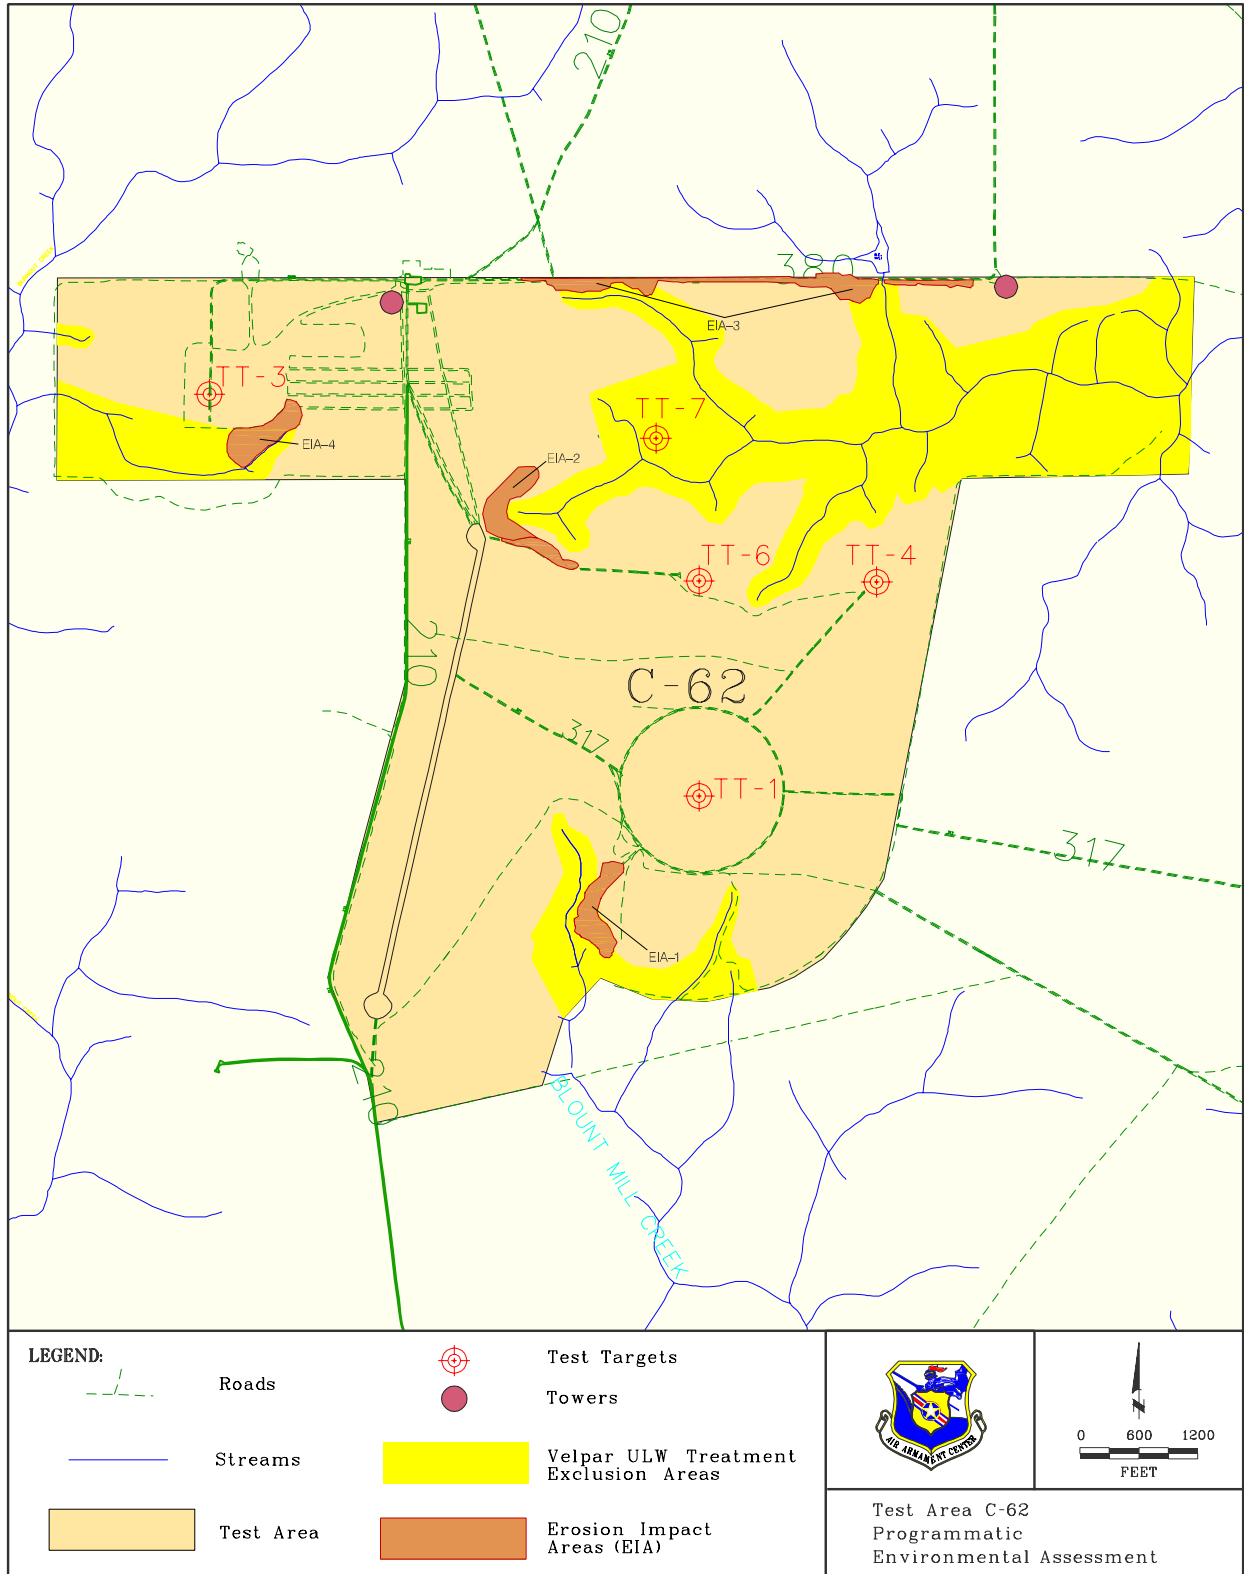 210
380
EIA-3
TT-3
TT-7
EIA-4
EIA-2
TT-6
TT-4
210
C-62
317
TT-1
317
EIA-1
210
BLOUNT MILL CREEK
LEGEND:
Roads
Streams
Test Area
Test Targets
Towers
Velpar ULW Treatment
Exclusion Areas
Erosion Impact
Areas (EIA)
AIR ARMAMENT CENTER
N
0 600 1200
FEET
Test Area C-62
Programmatic
Environmental Assessment